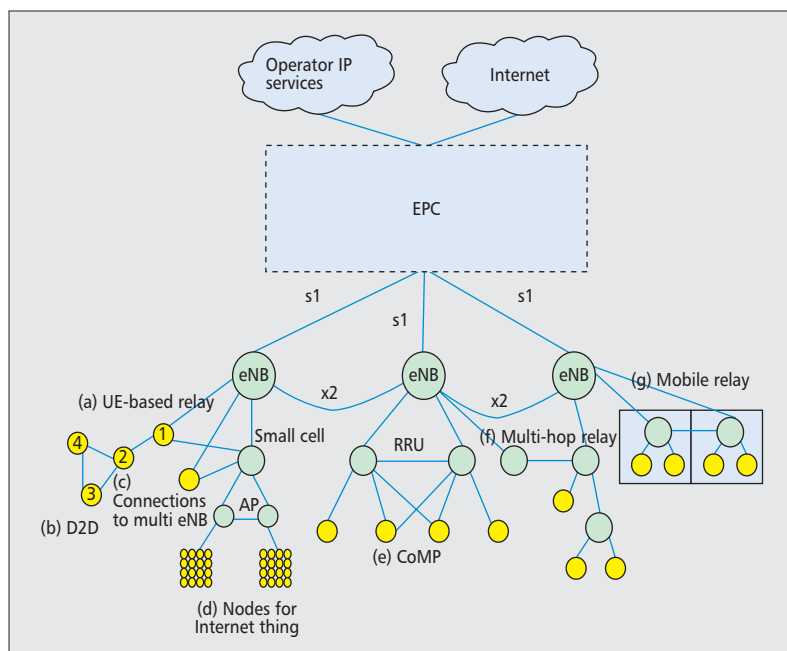 Operator IP
services
Internet
EPC
s1
s1
s1
eNB
eNB
eNB
x2
x2
(g) Mobile relay
(a) UE-based relay
1
Small cell
4
2
RRU
(f) Multi-hop relay
3
(c)
Connections
to multi eNB
(b) D2D
AP
(e) CoMP
(d) Nodes for
Internet thing